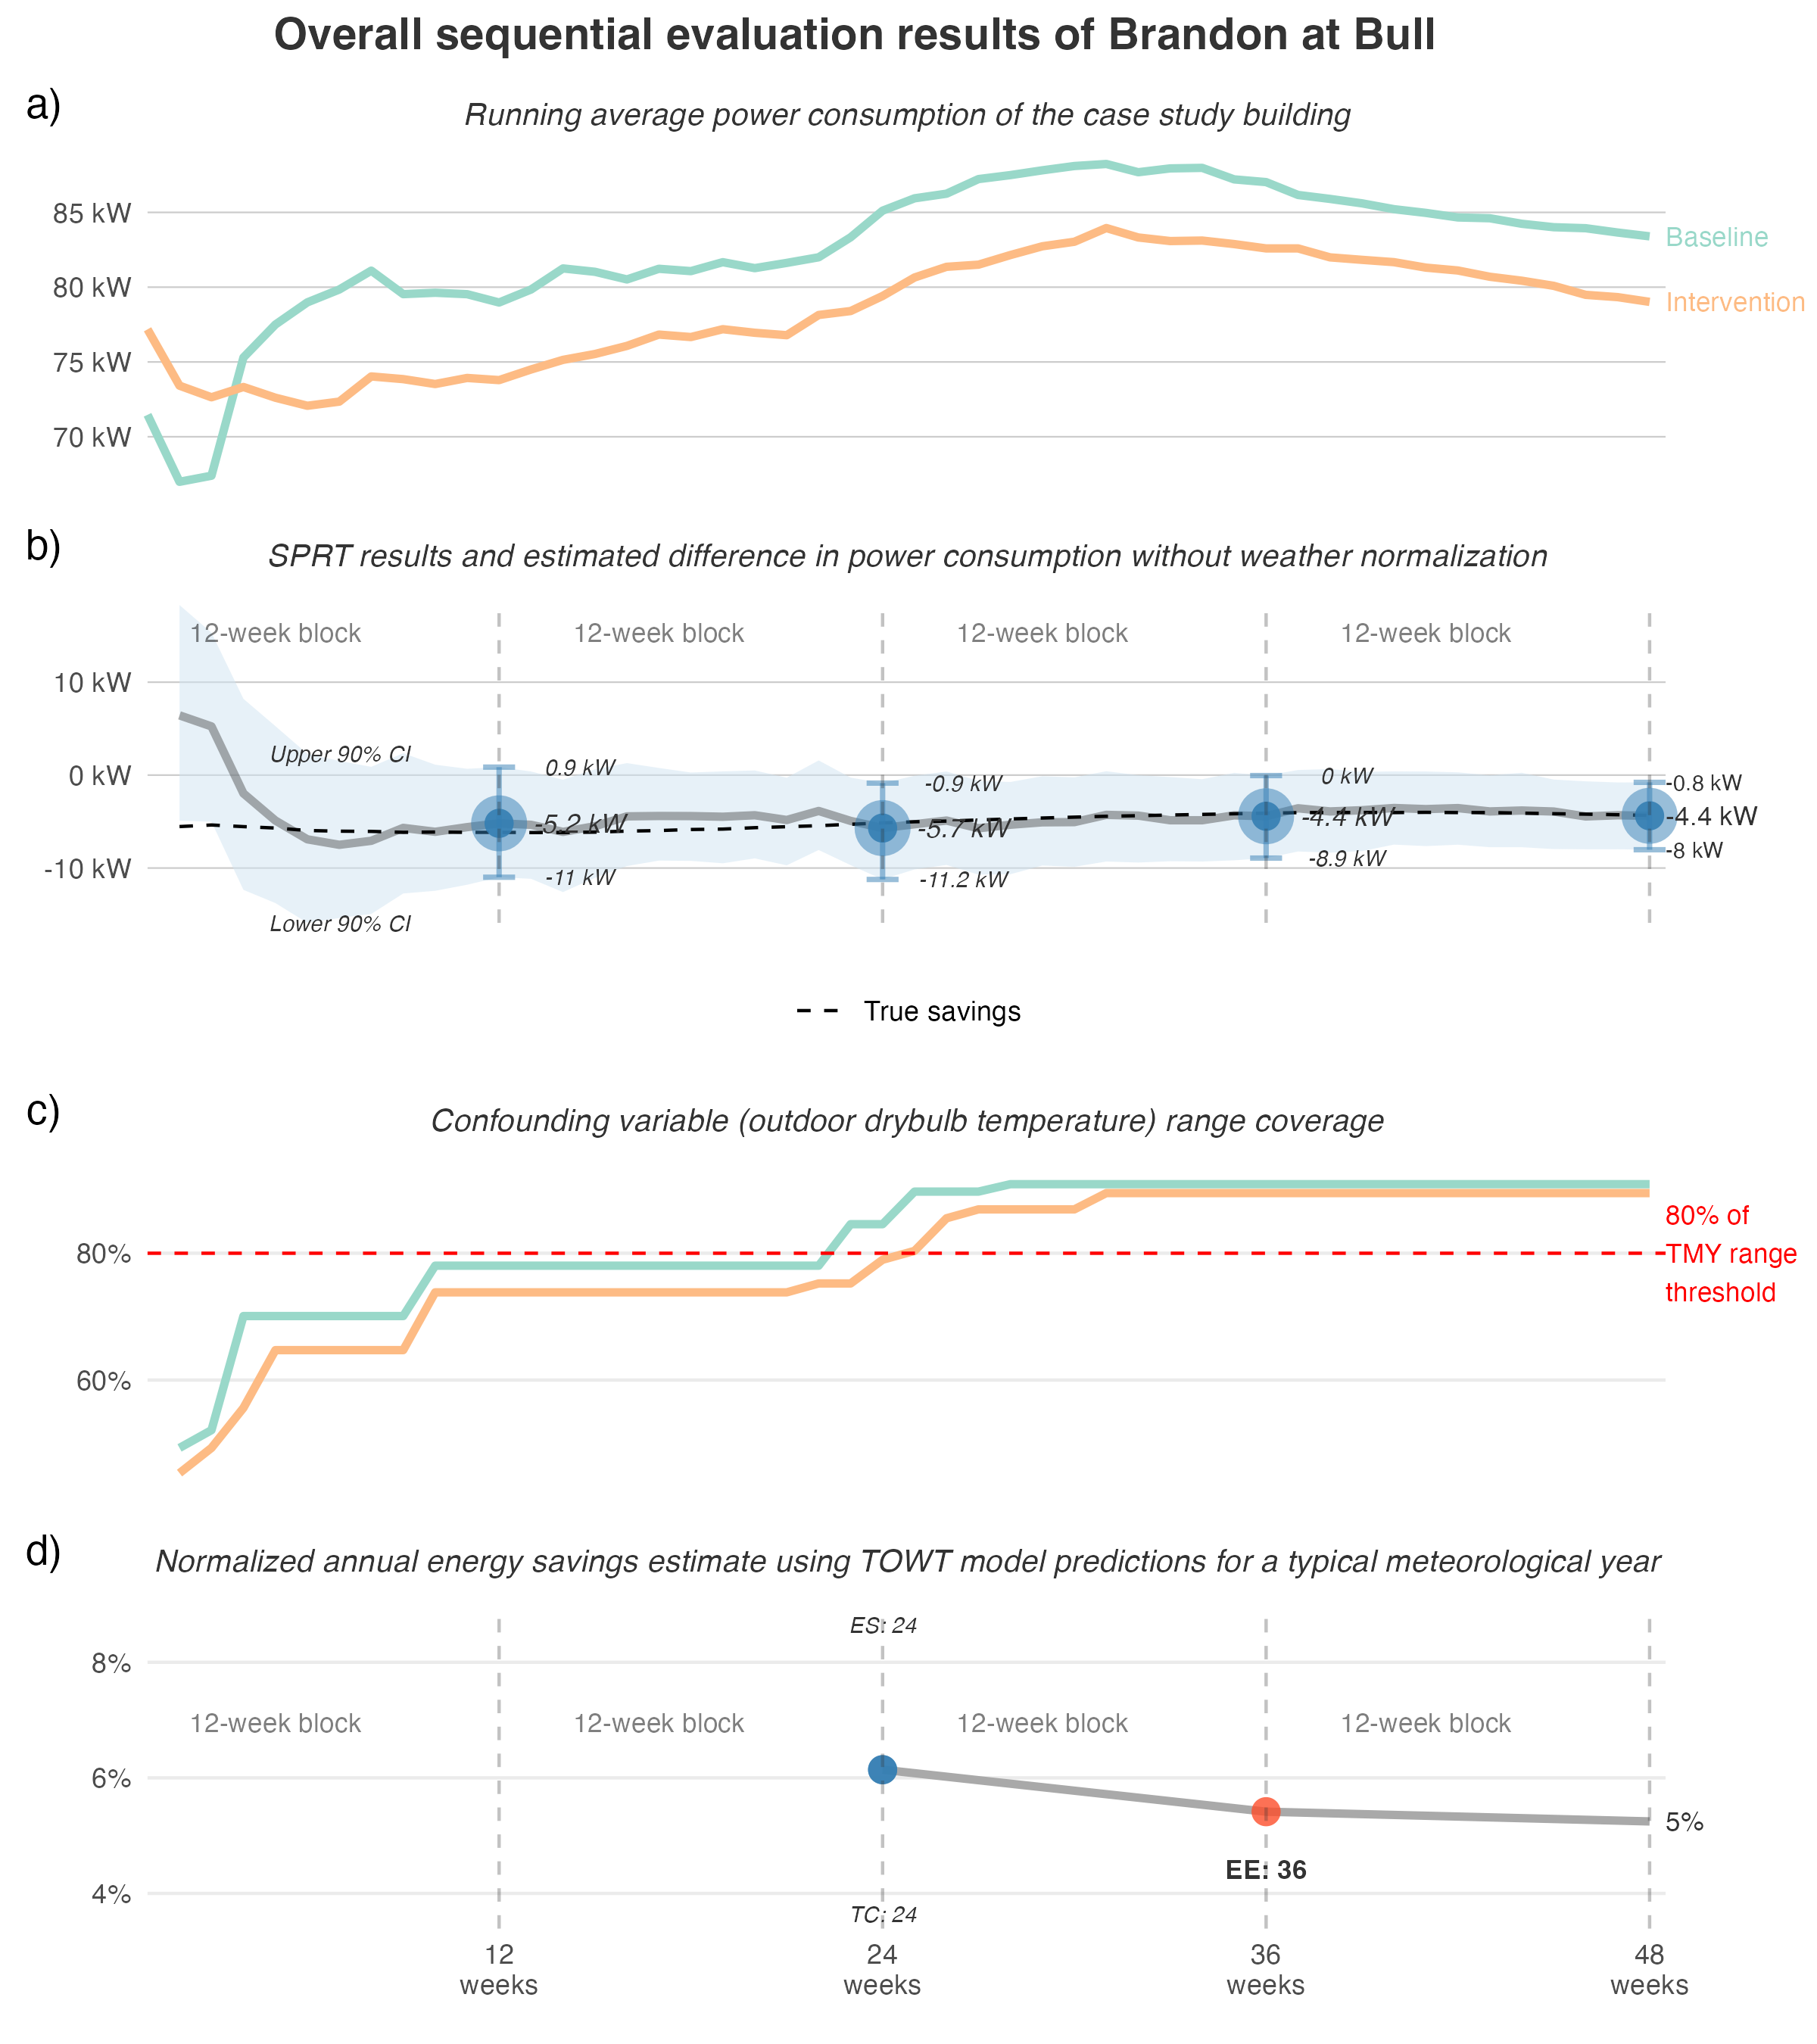 Overall sequential evaluation results of Brandon at Bull
a)
Running average power consumption of the case study building
85 kW
80 kW
75 kW
70 kW
Baseline
Intervention
b)
SPRT results and estimated difference in power consumption without weather normalization
12-week block
12-week block
12-week block
12-week block
10 kW
0 kW
-10 kW
Upper 90% CI
Lower 90% CI
0.9 kW
-5.2 kW
-11 kW
-0.9 kW
-5.7 kW
-11.2 kW
0 kW
-4.4 kW
-8.9 kW
-0.8 kW
-4.4 kW
-8 kW
True savings
c)
Confounding variable (outdoor drybulb temperature) range coverage
80%
60%
80% of
TMY range
threshold
d)
Normalized annual energy savings estimate using TOWT model predictions for a typical meteorological year
ES: 24
8%
6%
4%
12-week block
12-week block
12-week block
12-week block
5%
EE: 36
TC: 24
12
weeks
24
weeks
36
weeks
48
weeks